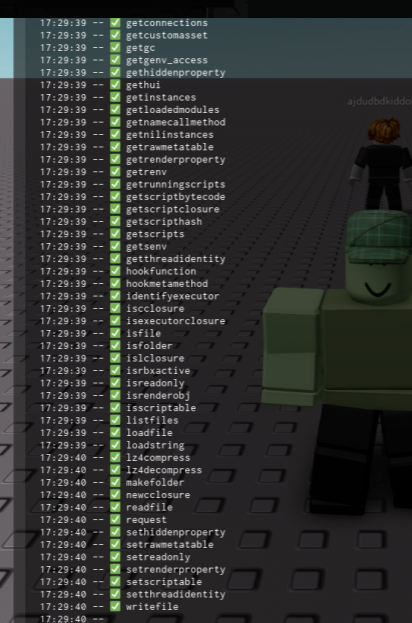 17:29:39 -- ✅ getconnections
17:29:39 -- ✅ getcustomasset
17:29:39 -- ✅ getgc
17:29:39 -- ✅ getgenv_access
17:29:39 -- ✅ gethiddenproperty
17:29:39 -- ✅ gethui
17:29:39 -- ✅ getinstances
17:29:39 -- ✅ getloadedmodules
17:29:39 -- ✅ getnamecallmethod
17:29:39 -- ✅ getnilinstances
17:29:39 -- ✅ getrawmetatable
17:29:39 -- ✅ getrenderproperty
17:29:39 -- ✅ getrenv
17:29:39 -- ✅ getrunningscripts
17:29:39 -- ✅ getscriptbytecode
17:29:39 -- ✅ getscriptclosure
17:29:39 -- ✅ getscripthash
17:29:39 -- ✅ getscripts
17:29:39 -- ✅ getsenv
17:29:39 -- ✅ getthreadidentity
17:29:39 -- ✅ hookfunction
17:29:39 -- ✅ hookmetamethod
17:29:39 -- ✅ identifyexecutor
17:29:39 -- ✅ iscclosure
17:29:39 -- ✅ isexecutorclosure
17:29:39 -- ✅ isfile
17:29:39 -- ✅ isfolder
17:29:39 -- ✅ islclosure
17:29:39 -- ✅ isrbxactive
17:29:39 -- ✅ isreadonly
17:29:39 -- ✅ isrenderobj
17:29:39 -- ✅ isscriptable
17:29:39 -- ✅ listfiles
17:29:39 -- ✅ loadfile
17:29:39 -- ✅ loadstring
17:29:40 -- ✅ lz4compress
17:29:40 -- ✅ lz4decompress
17:29:40 -- ✅ makefolder
17:29:40 -- ✅ newcclosure
17:29:40 -- ✅ readfile
17:29:40 -- ✅ request
17:29:40 -- ✅ sethiddenproperty
17:29:40 -- ✅ setrawmetatable
17:29:40 -- ✅ setreadonly
17:29:40 -- ✅ setrenderproperty
17:29:40 -- ✅ setscriptable
17:29:40 -- ✅ setthreadidentity
17:29:40 -- ✅ writefile
17:29:40 --
ajdudbdkiddo